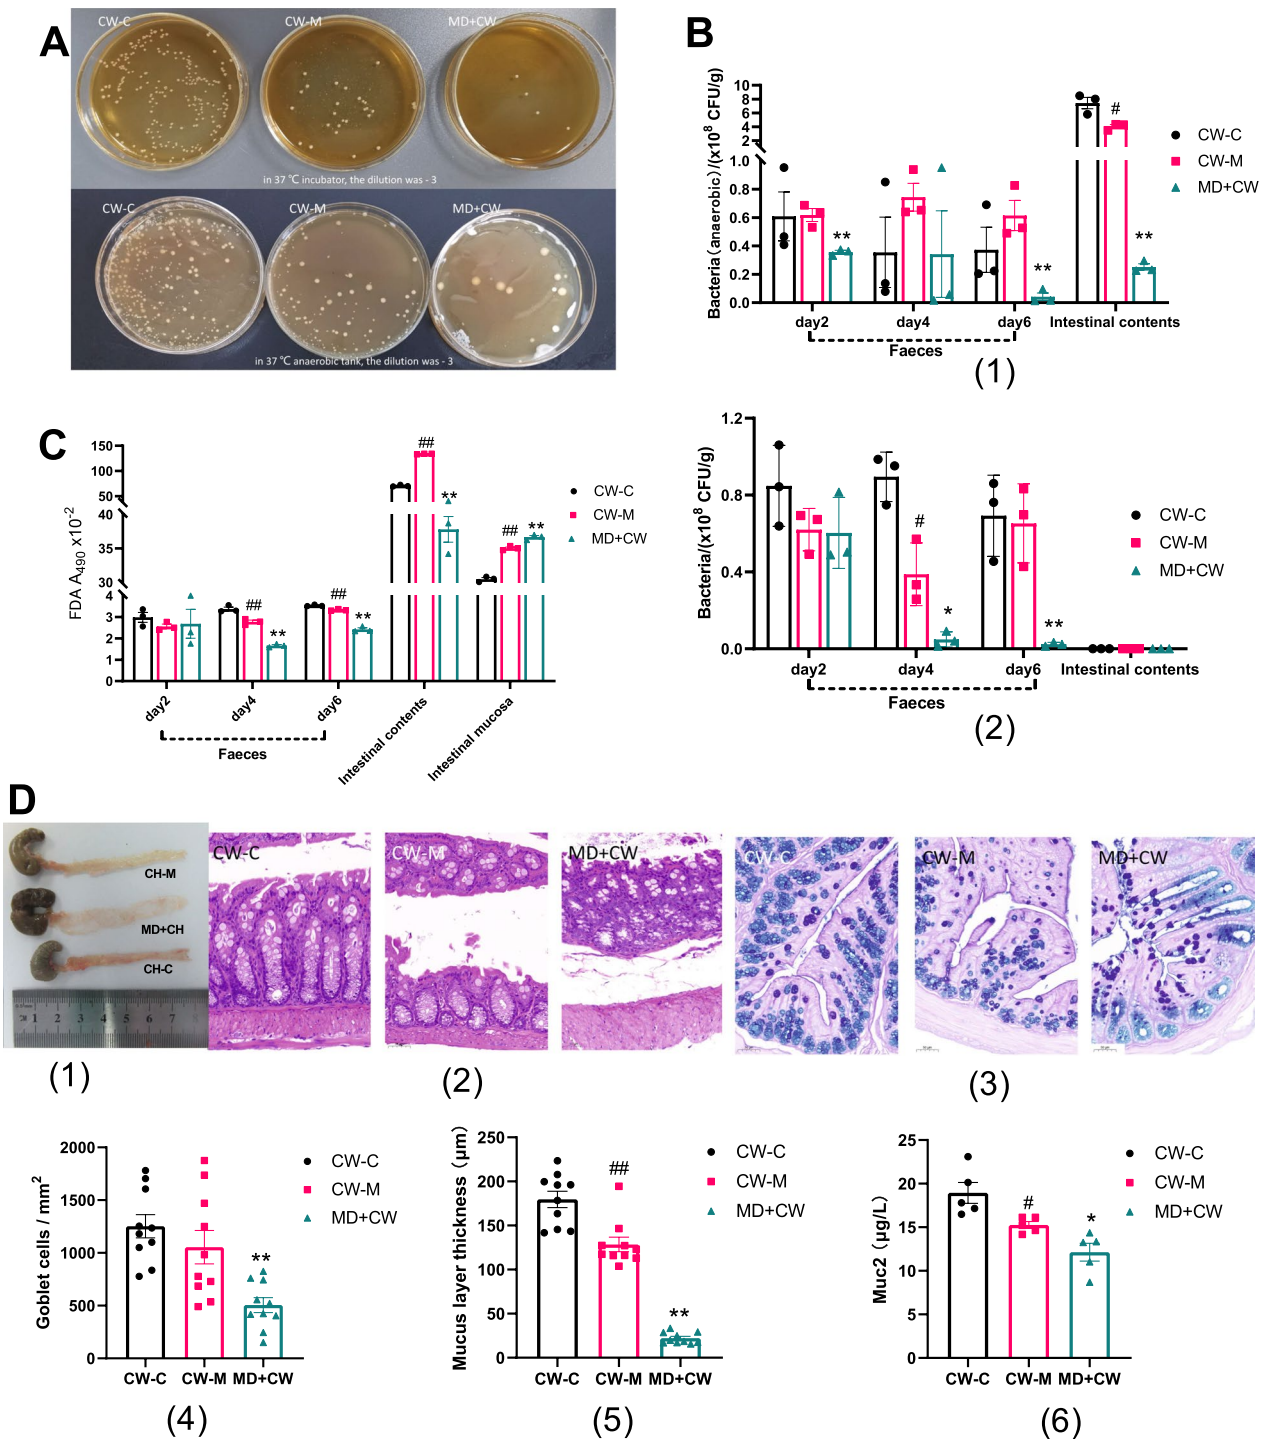 A
CW-C CW-M MD+CW
in 37 ℃ incubator, the dilution was - 3
CW-C CW-M MD+CW
in 37 ℃ anaerobic tank, the dilution was - 3
B
Bacteria (anaerobic)/(x10⁸ CFU/g)
10
8
6
4
2
1.0
0.8
0.6
0.4
0.2
0.0
** ** # **
day2 day4 day6 Intestinal contents
Faeces
CW-C
CW-M
MD+CW
(1)
Bacteria/(x10⁸ CFU/g)
1.2
0.8
0.4
0.0
# * **
day2 day4 day6 Intestinal contents
Faeces
CW-C
CW-M
MD+CW
(2)
C
FDA A₄₉₀ x10⁻²
150
100
50
40
35
30
4
3
2
1
0
## ** ## ** ## ** ## **
day2 day4 day6 Intestinal contents Intestinal mucosa
Faeces
CW-C
CW-M
MD+CW
D
CH-M
MD+CH
CH-C
1 2 3 4 5 6 7
(1)
CW-C CW-M MD+CW
(2)
CW-C CW-M MD+CW
(3)
Goblet cells / mm²
2000
1500
1000
500
0
**
CW-C CW-M MD+CW
CW-C
CW-M
MD+CW
(4)
Mucus layer thickness (μm)
250
200
150
100
50
0
## **
CW-C CW-M MD+CW
CW-C
CW-M
MD+CW
(5)
Muc2 (μg/L)
25
20
15
10
5
0
# *
CW-C CW-M MD+CW
CW-C
CW-M
MD+CW
(6)